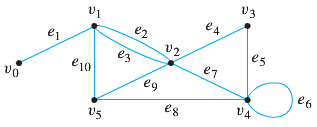 v₁ v₃
e₁ e₂ e₄
e₃ v₂
e₁₀ e₅
v₀ e₇
e₉
v₅ e₈ v₄ e₆